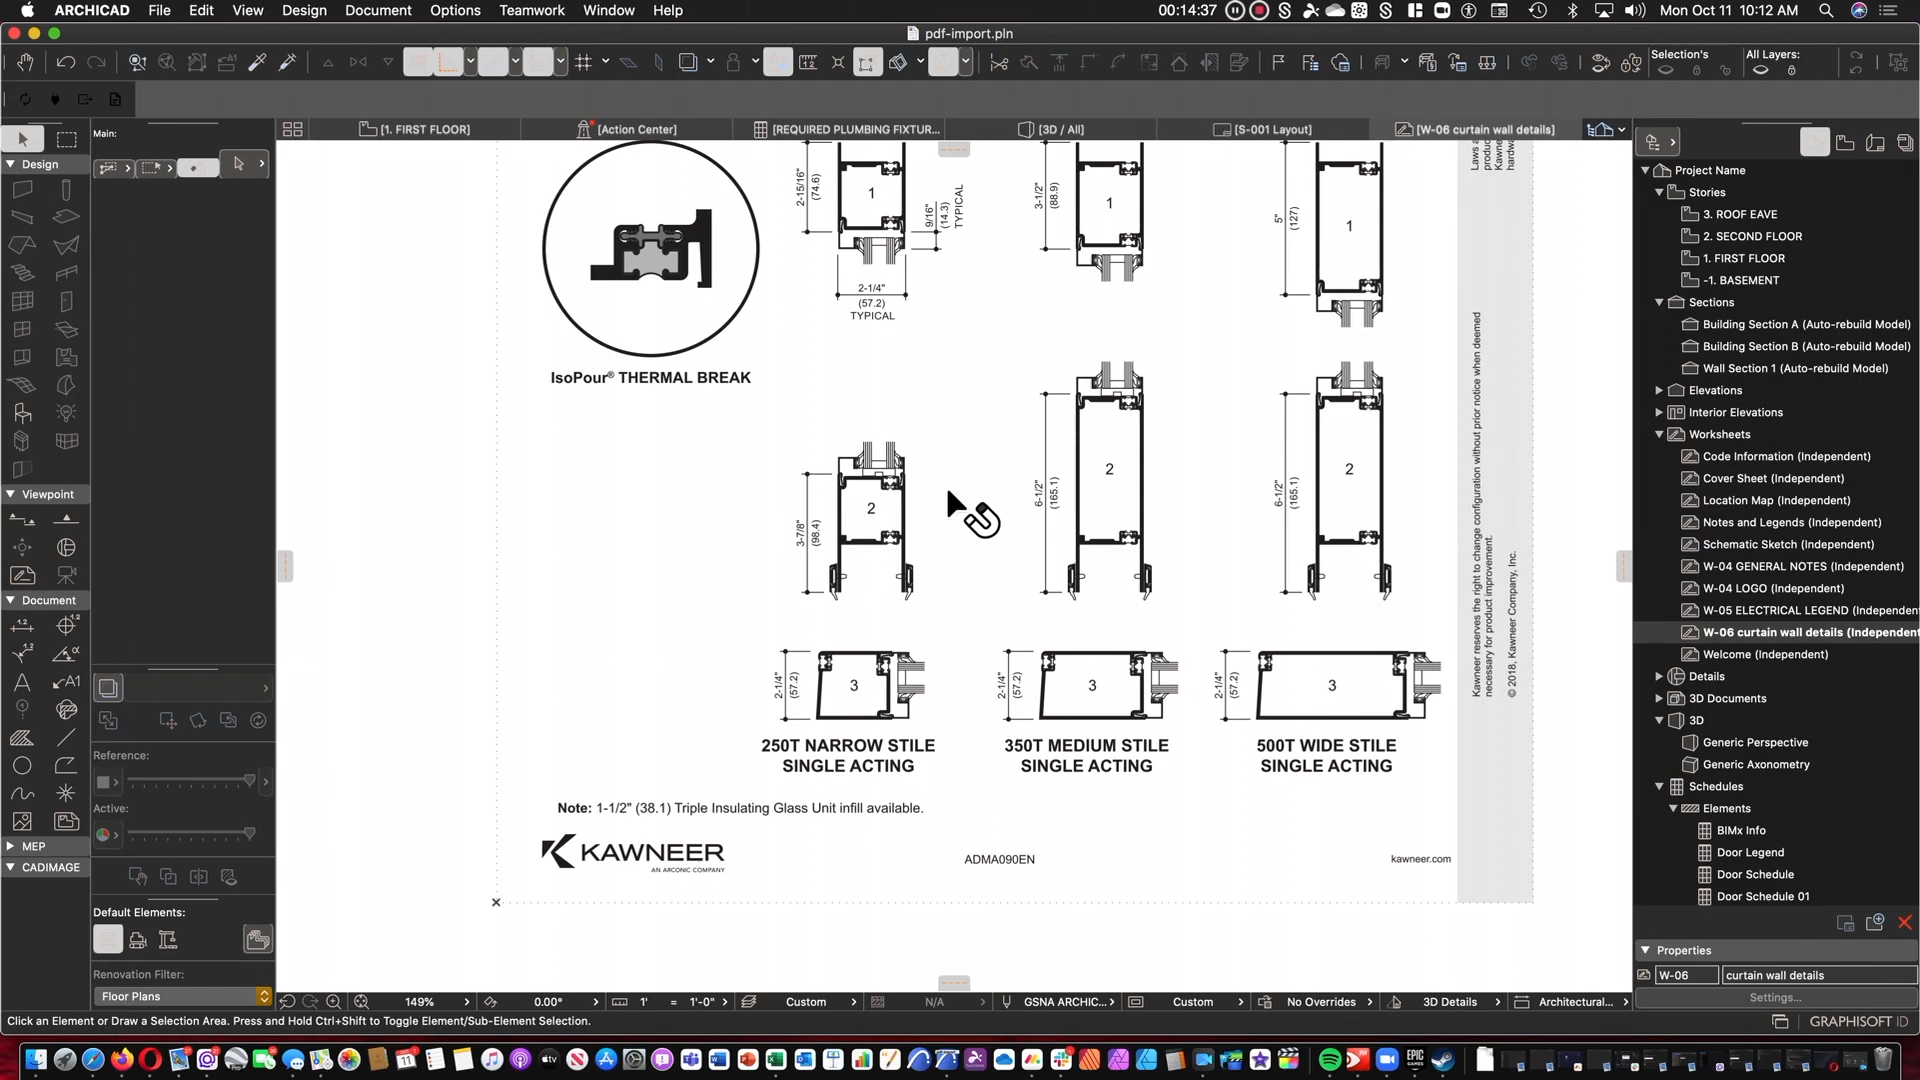 ARCHICAD File Edit View Design Document Options Teamwork Window Help
00:14:37
Mon Oct 11 10:12 AM
pdf-import.pln
Selection's
All Layers:
[1. FIRST FLOOR]
[Action Center]
[REQUIRED PLUMBING FIXTUR...
[3D / All]
[S-001 Layout]
[W-06 curtain wall details]
Main:
Design
Viewpoint
Document
MEP
CADIMAGE
Reference:
Active:
Default Elements:
Renovation Filter:
Floor Plans
IsoPour® THERMAL BREAK
2-15/16"
(74.6)
1
9/16"
(14.3)
TYPICAL
2-1/4"
(57.2)
TYPICAL
3-1/2"
(88.9)
1
5"
(127)
1
3-7/8"
(98.4)
2
6-1/2"
(165.1)
2
6-1/2"
(165.1)
2
2-1/4"
(57.2)
3
2-1/4"
(57.2)
3
2-1/4"
(57.2)
3
250T NARROW STILE
SINGLE ACTING
350T MEDIUM STILE
SINGLE ACTING
500T WIDE STILE
SINGLE ACTING
Note: 1-1/2" (38.1) Triple Insulating Glass Unit infill available.
KAWNEER
AN ARCONIC COMPANY
ADMA090EN
kawneer.com
Laws a
produc
Kawne
hardwa
Kawneer reserves the right to change configuration without prior notice when deemed
necessary for product improvement.
© 2018, Kawneer Company, Inc.
Project Name
Stories
3. ROOF EAVE
2. SECOND FLOOR
1. FIRST FLOOR
-1. BASEMENT
Sections
Building Section A (Auto-rebuild Model)
Building Section B (Auto-rebuild Model)
Wall Section 1 (Auto-rebuild Model)
Elevations
Interior Elevations
Worksheets
Code Information (Independent)
Cover Sheet (Independent)
Location Map (Independent)
Notes and Legends (Independent)
Schematic Sketch (Independent)
W-04 GENERAL NOTES (Independent)
W-04 LOGO (Independent)
W-05 ELECTRICAL LEGEND (Independent
W-06 curtain wall details (Independent
Welcome (Independent)
Details
3D Documents
3D
Generic Perspective
Generic Axonometry
Schedules
Elements
BIMx Info
Door Legend
Door Schedule
Door Schedule 01
Properties
W-06
curtain wall details
Settings...
149%
0.00°
1' = 1'-0"
Custom
N/A
GSNA ARCHIC...
Custom
No Overrides
3D Details
Architectural...
Click an Element or Draw a Selection Area. Press and Hold Ctrl+Shift to Toggle Element/Sub-Element Selection.
GRAPHISOFT ID